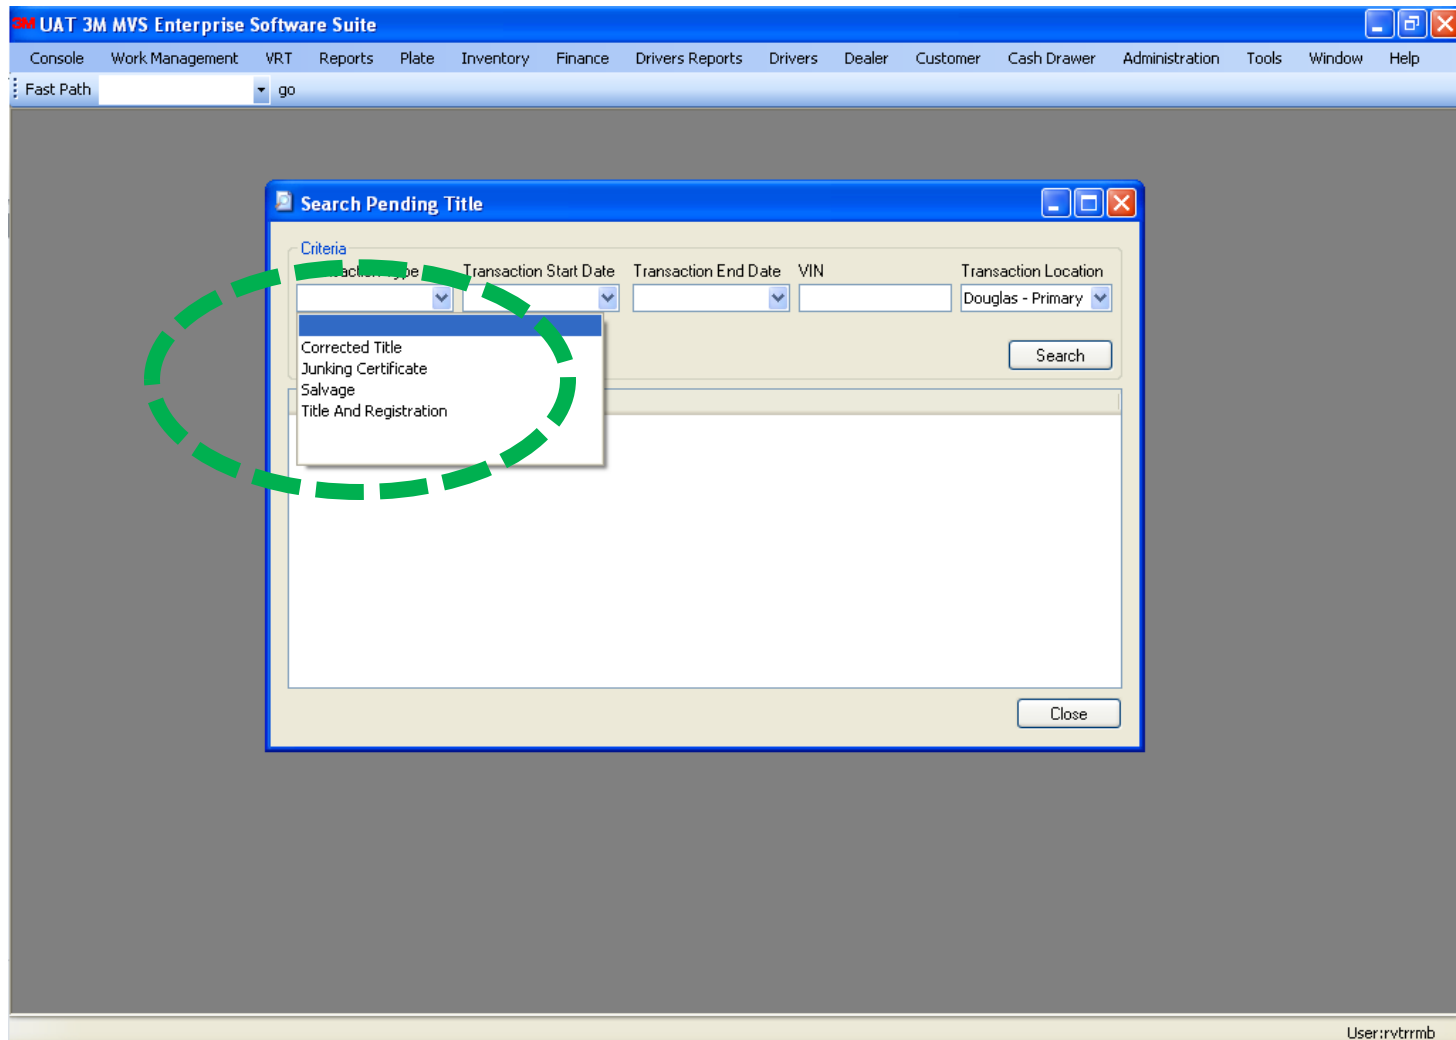 3M UAT 3M MVS Enterprise Software Suite
Console Work Management VRT Reports Plate Inventory Finance Drivers Reports Drivers Dealer Customer Cash Drawer Administration Tools Window Help
Fast Path go
Search Pending Title
Criteria
Transaction Start Date Transaction End Date VIN Transaction Location
Douglas - Primary
Corrected Title
Search
Junking Certificate
Salvage
Title And Registration
Close
User:rvtrrmb